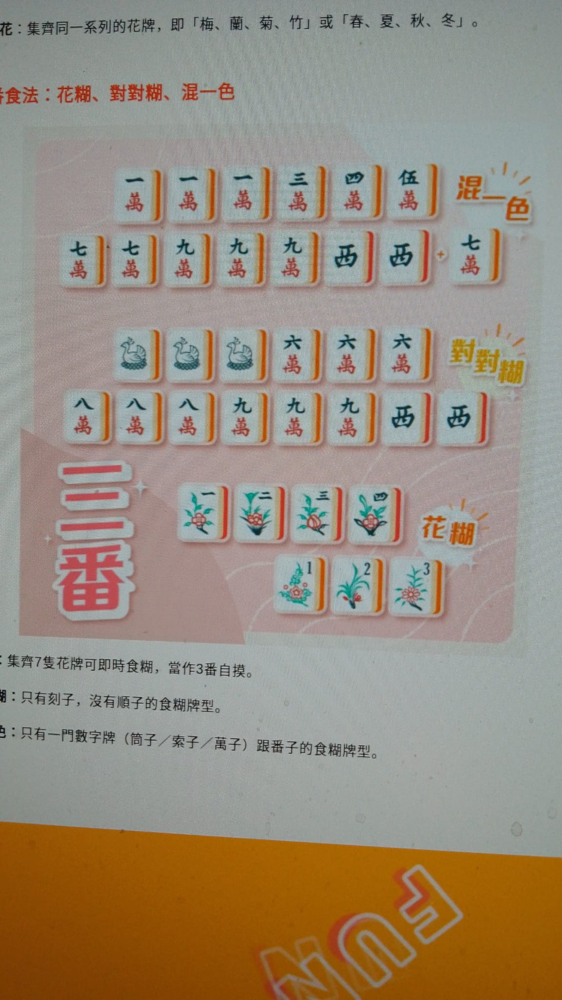 花：集齊同一系列的花牌，即「梅、蘭、菊、竹」或「春、夏、秋、冬」。
番食法：花糊、對對糊、混一色
一萬 一萬 一萬 三萬 四萬 伍萬
混一色
七萬 七萬 九萬 九萬 九萬 西 西 + 七萬
六萬 六萬 六萬
對對糊
八萬 八萬 八萬 九萬 九萬 九萬 西 西
三番
一 二 三 四
花糊
1 2 3
：集齊7隻花牌可即時食糊，當作3番自摸。
糊：只有刻子，沒有順子的食糊牌型。
色：只有一門數字牌（筒子／索子／萬子）跟番子的食糊牌型。
FUN